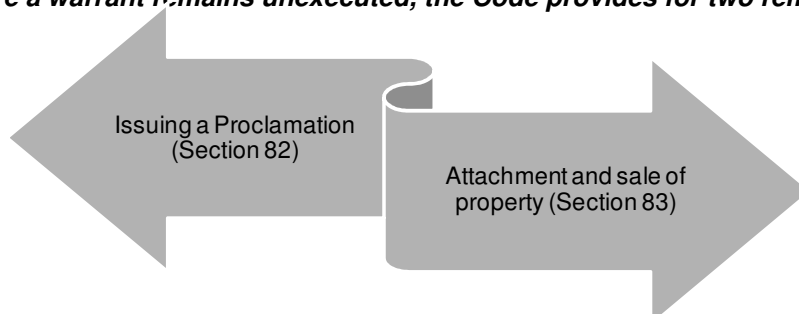 a warrant remains unexecuted, the Code provides for two
Issuing a Proclamation
(Section 82)
Attachment and sale of
property (Section 83)